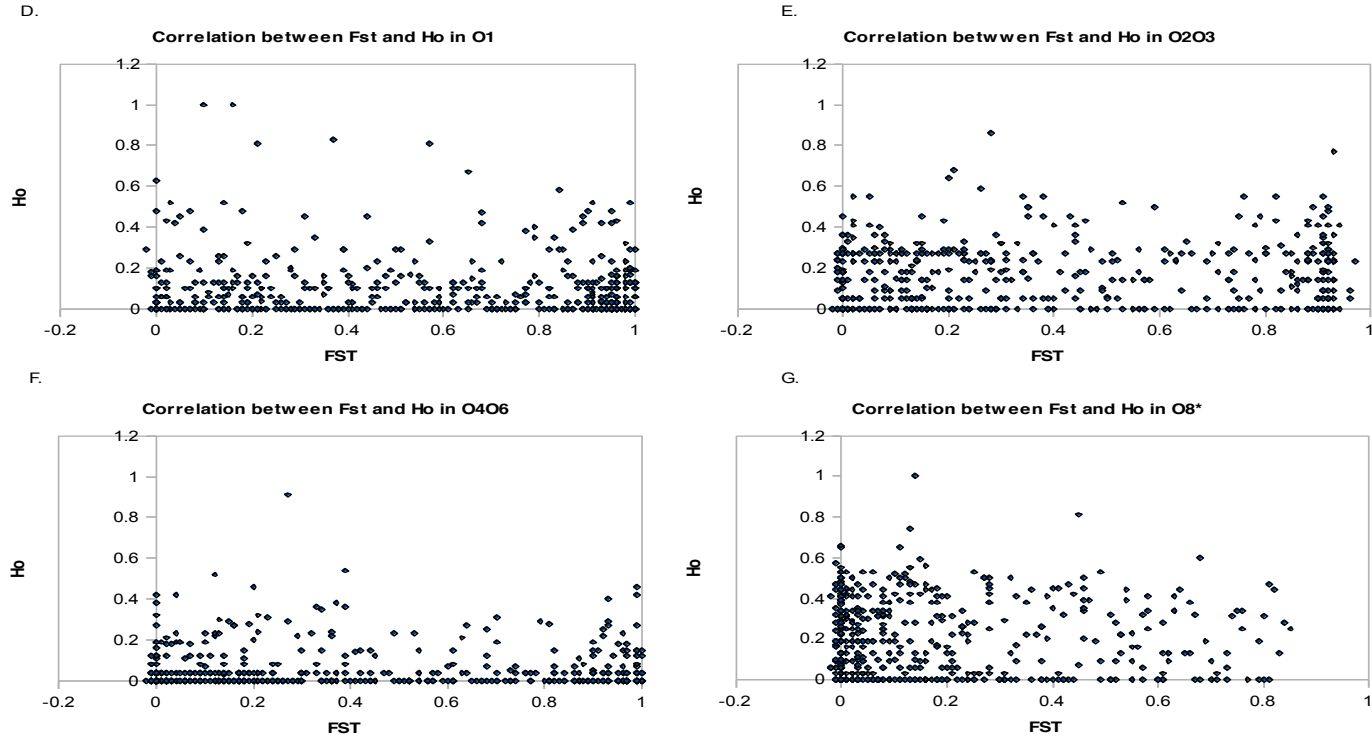 D.
Correlation between Fst and Ho in O1
1.2
1
0.8
0.6
0.4
0.2
0
-0.2 0 0.2 0.4 0.6 0.8 1
Ho
FST
E.
Correlation betwwen Fst and Ho in O2O3
1.2
1
0.8
0.6
0.4
0.2
0
-0.2 0 0.2 0.4 0.6 0.8 1
Ho
FST
F.
Correlation between Fst and Ho in O4O6
1.2
1
0.8
0.6
0.4
0.2
0
-0.2 0 0.2 0.4 0.6 0.8 1
Ho
FST
G.
Correlation between Fst and Ho in O8*
1.2
1
0.8
0.6
0.4
0.2
0
-0.2 0 0.2 0.4 0.6 0.8 1
Ho
FST